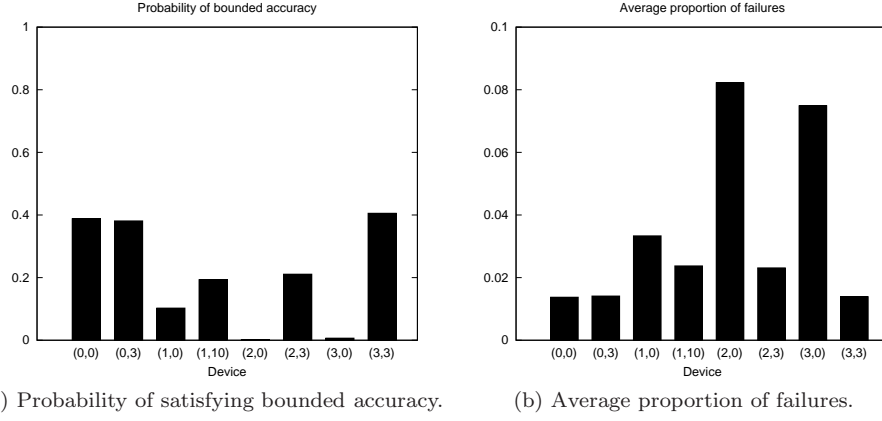 Probability of bounded accuracy
1
0.8
0.6
0.4
0.2
0
(0,0) (0,3) (1,0) (1,10) (2,0) (2,3) (3,0) (3,3)
Device
) Probability of satisfying bounded accuracy.
Average proportion of failures
0.1
0.08
0.06
0.04
0.02
0
(0,0) (0,3) (1,0) (1,10) (2,0) (2,3) (3,0) (3,3)
Device
(b) Average proportion of failures.